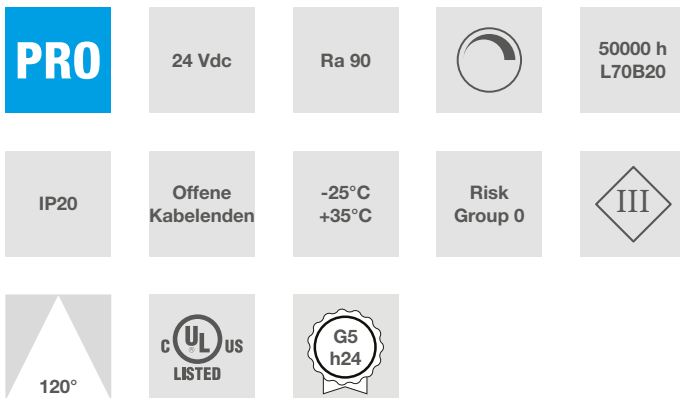 PRO
24 Vdc
Ra 90
50000 h
L70B20
IP20
Offene
Kabelenden
-25°C
+35°C
Risk
Group 0
III
120°
C UL US
®
LISTED
G5
h24